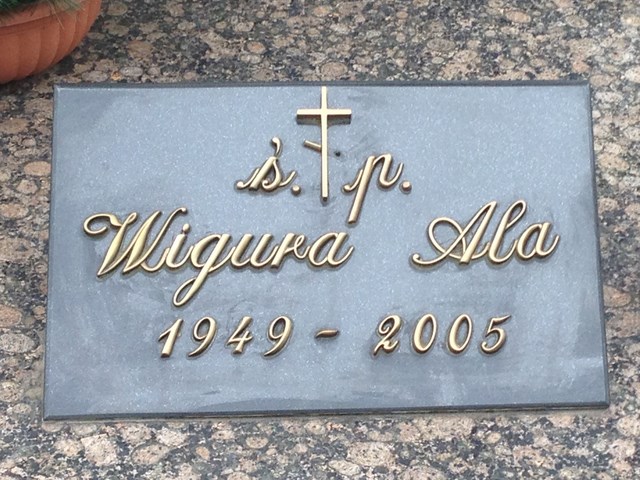 ś. p.
Wigura Ala
1949 - 2005